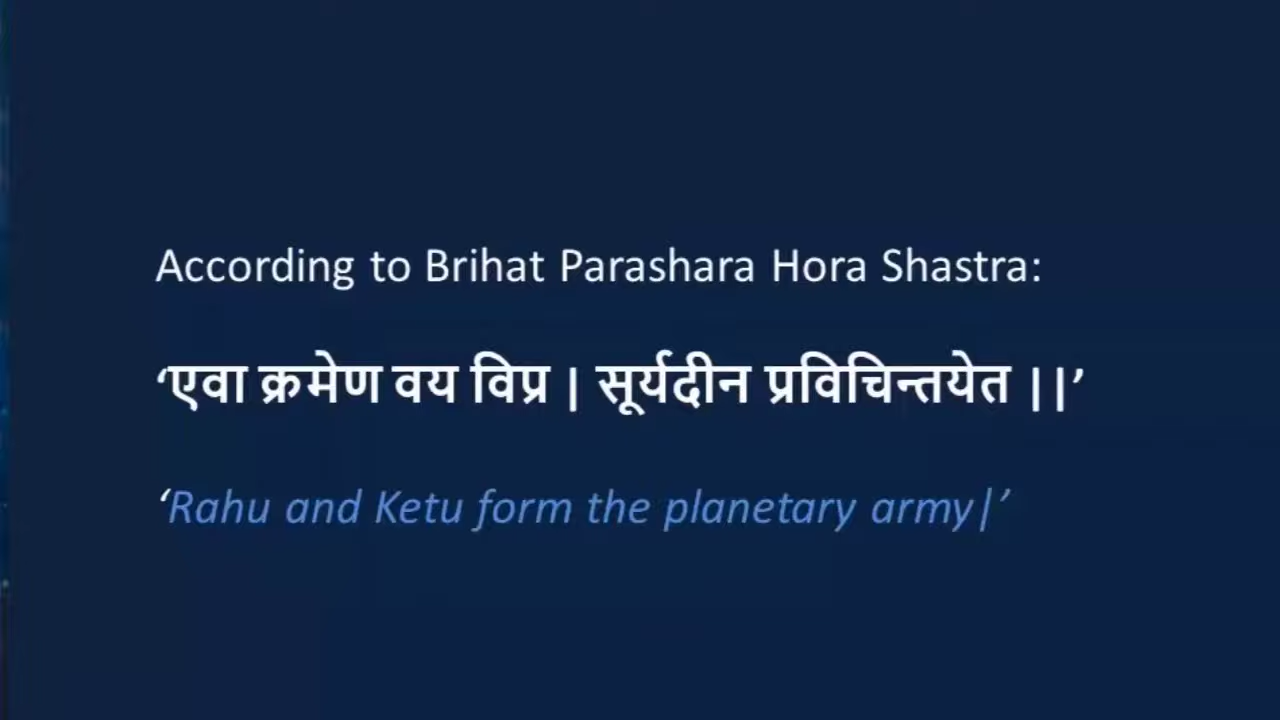 According to Brihat Parashara Hora Shastra:
‘एवा क्रमेण वय विप्र | सूर्यदीन प्रविचिन्तयेत ||’
‘Rahu and Ketu form the planetary army|’